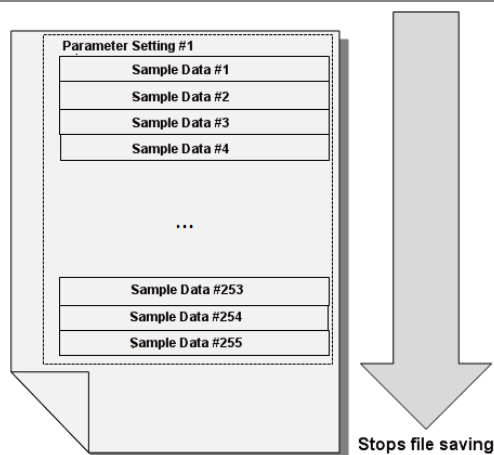 Parameter Setting #1
Sample Data #1
Sample Data #2
Sample Data #3
Sample Data #4
...
Sample Data #253
Sample Data #254
Sample Data #255
Stops file saving